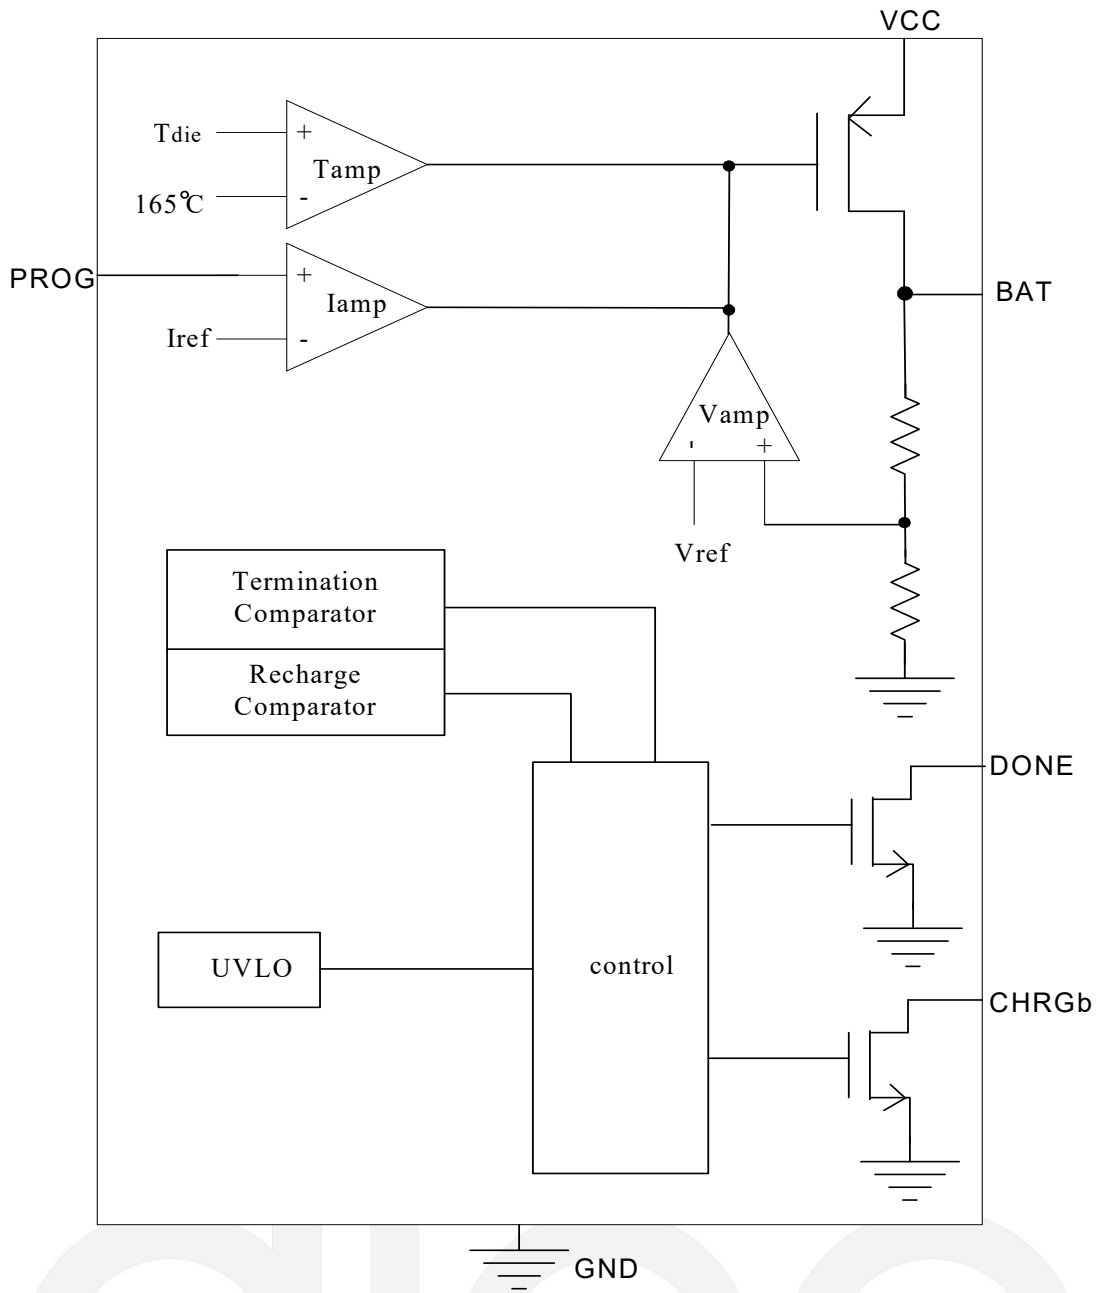 VCC
Tdie
+
Tamp
165℃
-
PROG
+
Iamp
Iref
-
BAT
Vamp
- +
Vref
Termination
Comparator
Recharge
Comparator
DONE
UVLO
control
CHRGb
GND